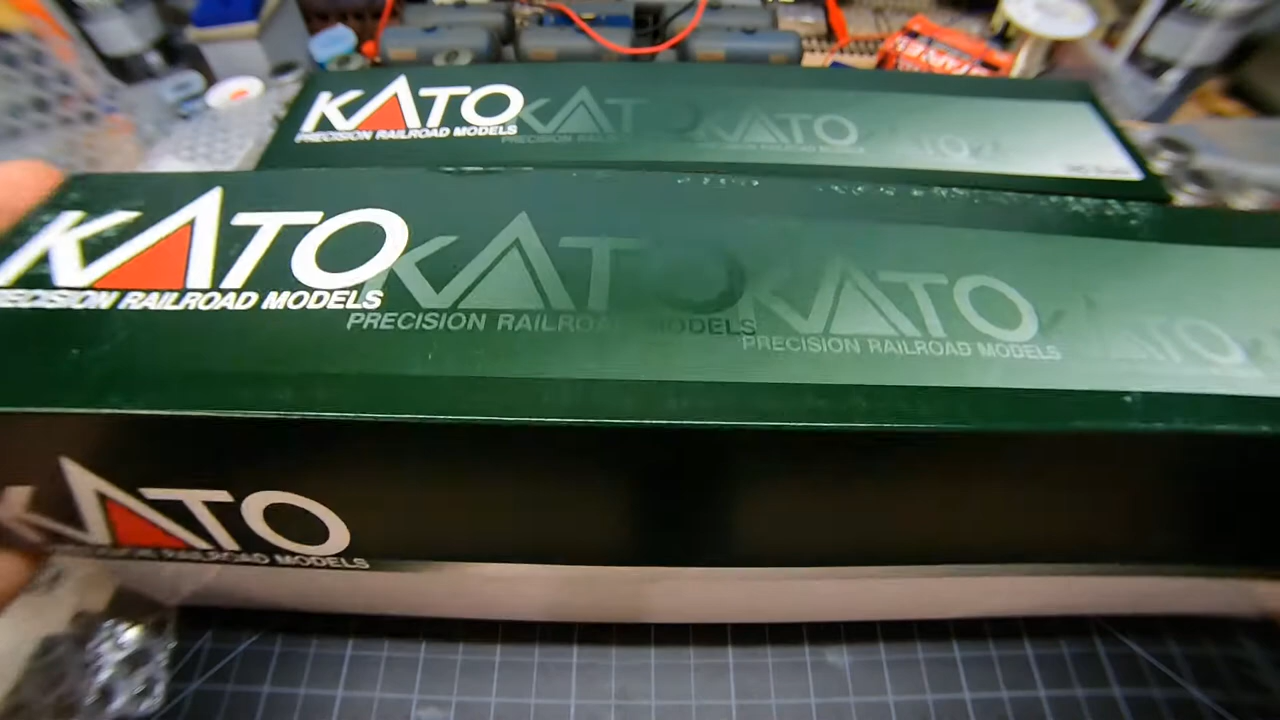 KATO KATO KATO
PRECISION RAILROAD MODELS PRECISION RAILROAD MODELS
KATO KATO KATO KATO
PRECISION RAILROAD MODELS PRECISION RAILROAD MODELS PRECISION RAILROAD MODELS
KATO
PRECISION RAILROAD MODELS